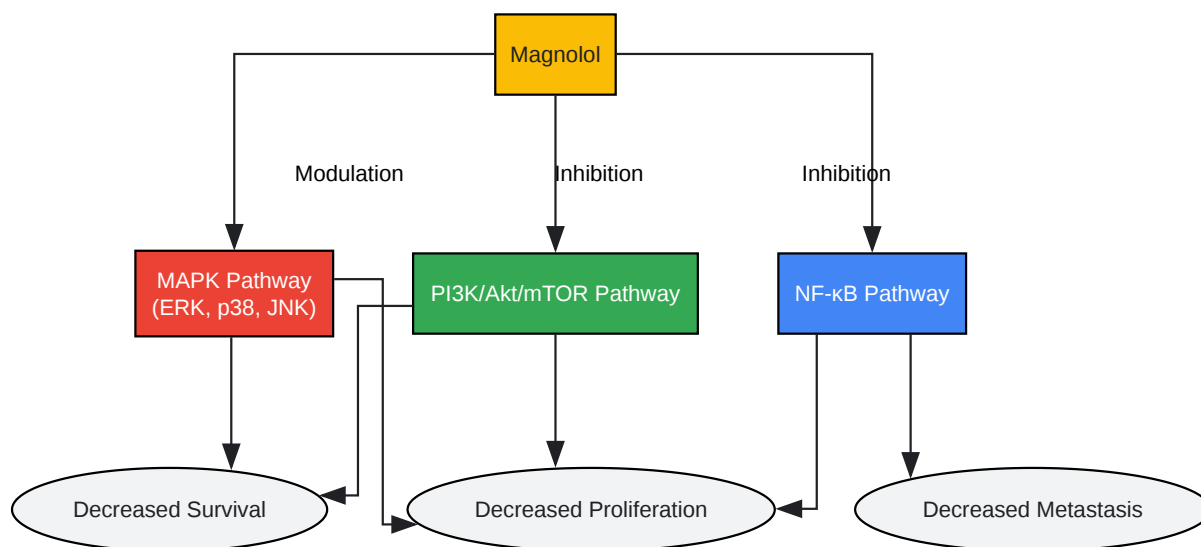 Magnolol
Modulation
Inhibition
Inhibition
MAPK Pathway
(ERK, p38, JNK)
PI3K/Akt/mTOR Pathway
NF-κB Pathway
Decreased Survival
Decreased Proliferation
Decreased Metastasis